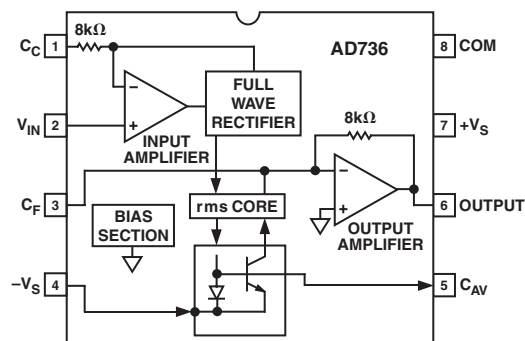 8kΩ
C_C 1
AD736
8 COM
FULL
WAVE
RECTIFIER
8kΩ
V_IN 2
INPUT
AMPLIFIER
7 +V_S
C_F 3
rms CORE
6 OUTPUT
BIAS
SECTION
OUTPUT
AMPLIFIER
−V_S 4
5 C_AV
−
+
−
+